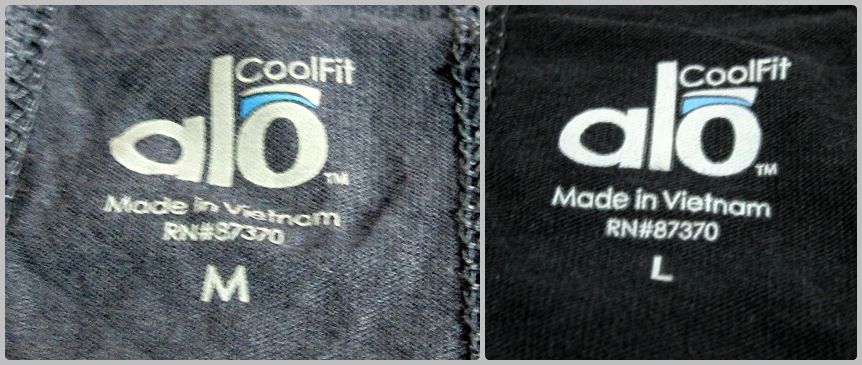 CoolFit
alo
TM
Made in Vietnam
RN#87370
M
CoolFit
alo
TM
Made in Vietnam
RN#87370
L